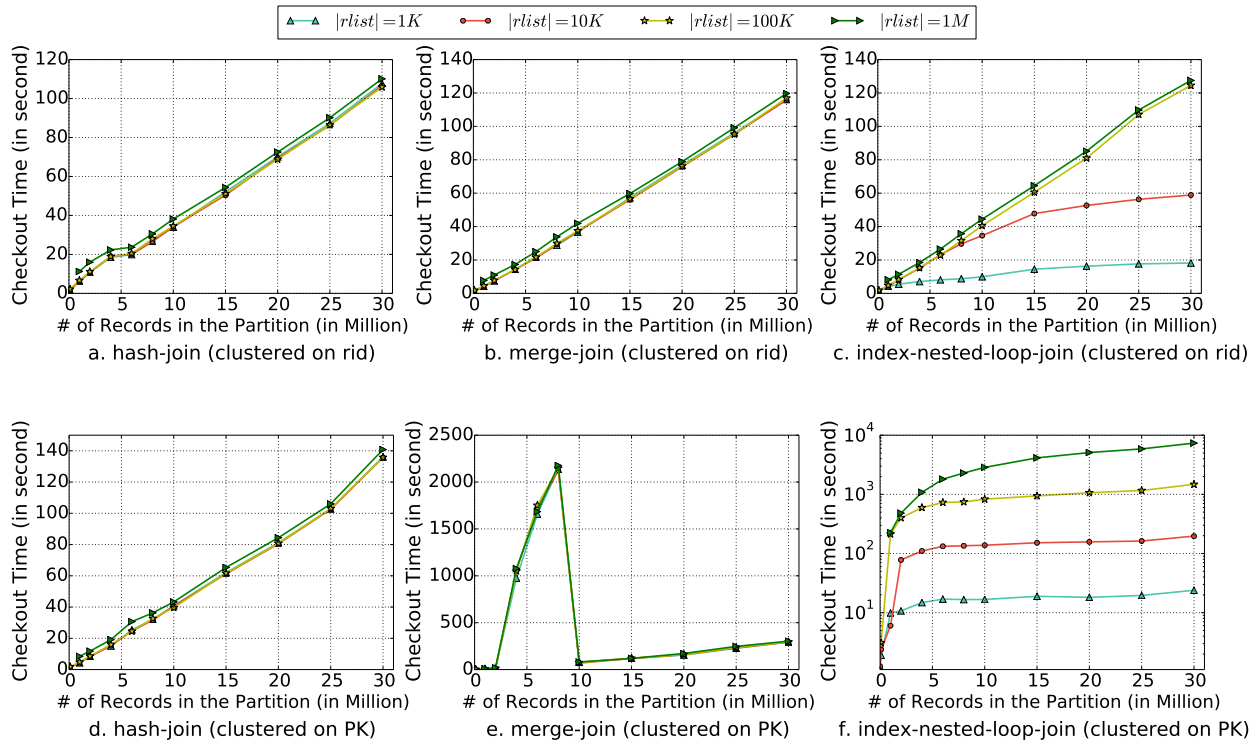 |rlist|=1K |rlist|=10K |rlist|=100K |rlist|=1M
Checkout Time (in second)
120
100
80
60
40
20
0
0 5 10 15 20 25 30
# of Records in the Partition (in Million)
a. hash-join (clustered on rid)
Checkout Time (in second)
140
120
100
80
60
40
20
0
0 5 10 15 20 25 30
# of Records in the Partition (in Million)
b. merge-join (clustered on rid)
Checkout Time (in second)
140
120
100
80
60
40
20
0
0 5 10 15 20 25 30
# of Records in the Partition (in Million)
c. index-nested-loop-join (clustered on rid)
Checkout Time (in second)
140
120
100
80
60
40
20
0
0 5 10 15 20 25 30
# of Records in the Partition (in Million)
d. hash-join (clustered on PK)
Checkout Time (in second)
2500
2000
1500
1000
500
0
0 5 10 15 20 25 30
# of Records in the Partition (in Million)
e. merge-join (clustered on PK)
Checkout Time (in second)
10^4
10^3
10^2
10^1
0 5 10 15 20 25 30
# of Records in the Partition (in Million)
f. index-nested-loop-join (clustered on PK)